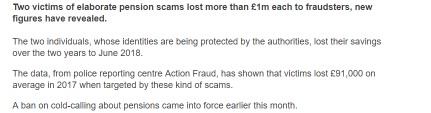 Two victims of elaborate pension scams lost more than £1m each to fraudsters, new
figures have revealed.
The two individuals, whose identities are being protected by the authorities, lost their savings
over the two years to June 2018.
The data, from police reporting centre Action Fraud, has shown that victims lost £91,000 on
average in 2017 when targeted by these kind of scams.
A ban on cold-calling about pensions came into force earlier this month.